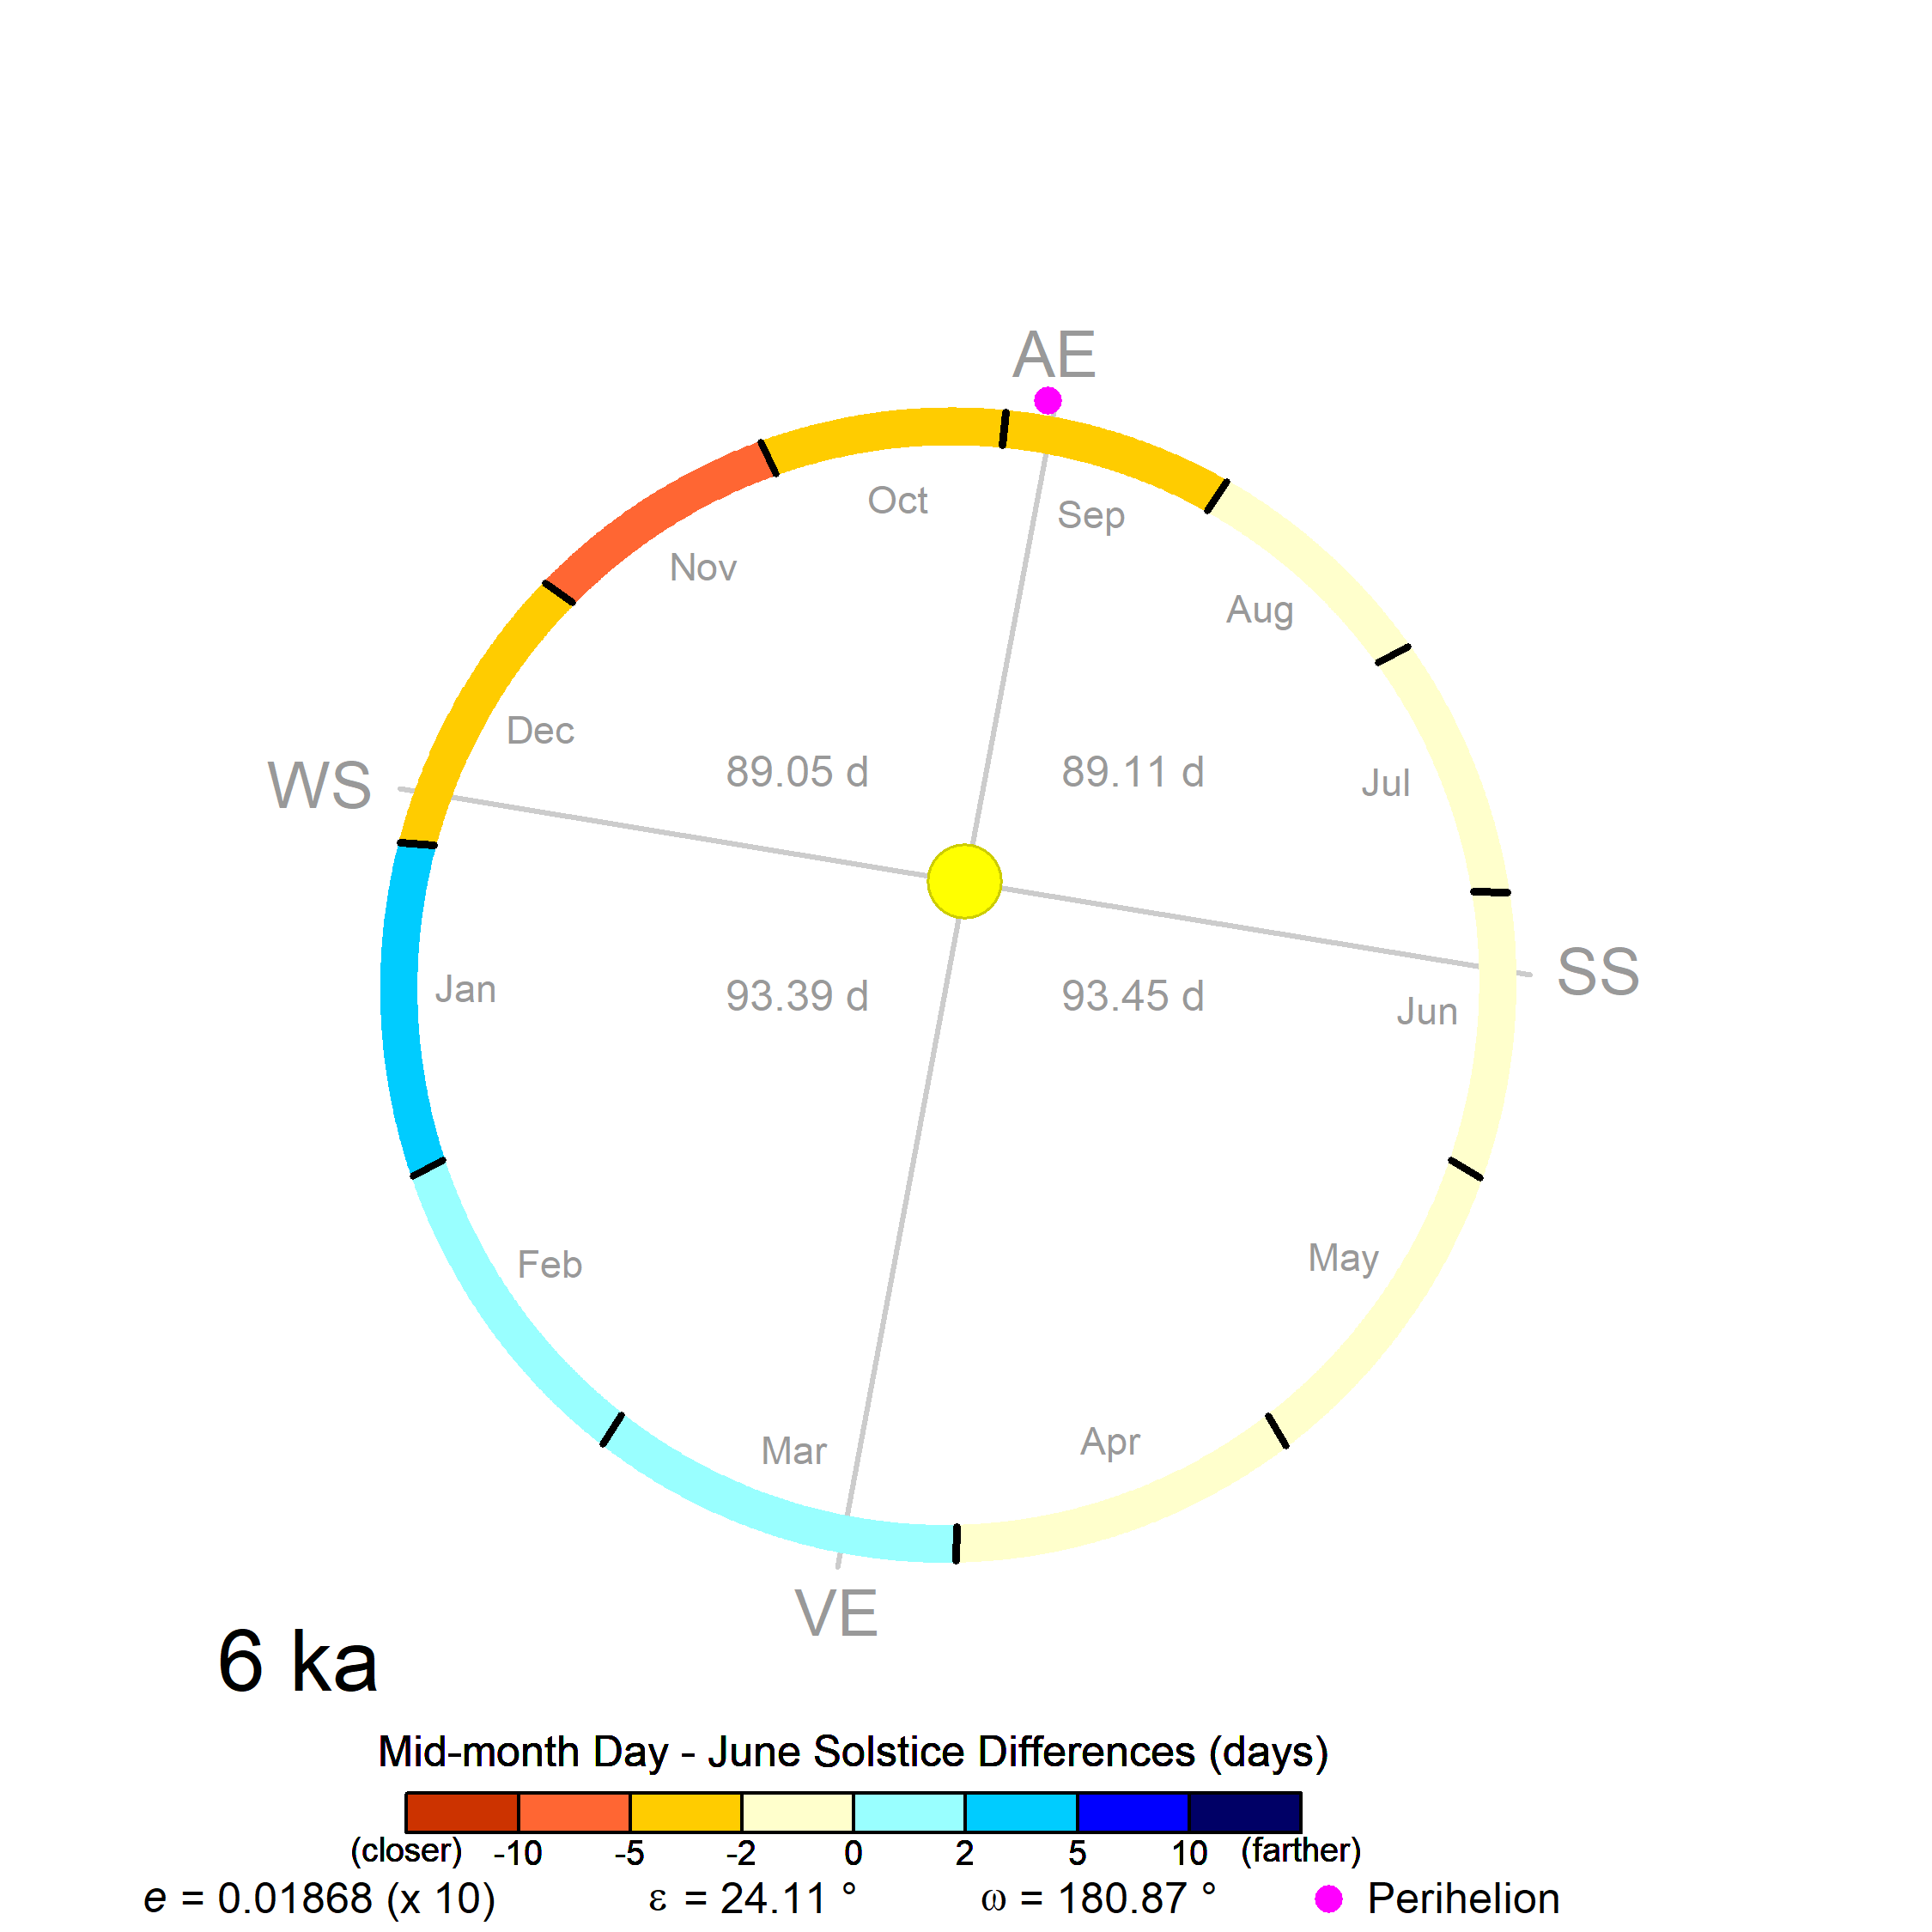 AE
Oct
Sep
Nov
Aug
Dec
WS
89.05 d
89.11 d
Jul
SS
Jan
93.39 d
93.45 d
Jun
Feb
May
Mar
Apr
VE
6 ka
Mid-month Day - June Solstice Differences (days)
(closer) -10 -5 -2 0 2 5 10 (farther)
e = 0.01868 (x 10) ε = 24.11 ° ω = 180.87 ° Perihelion